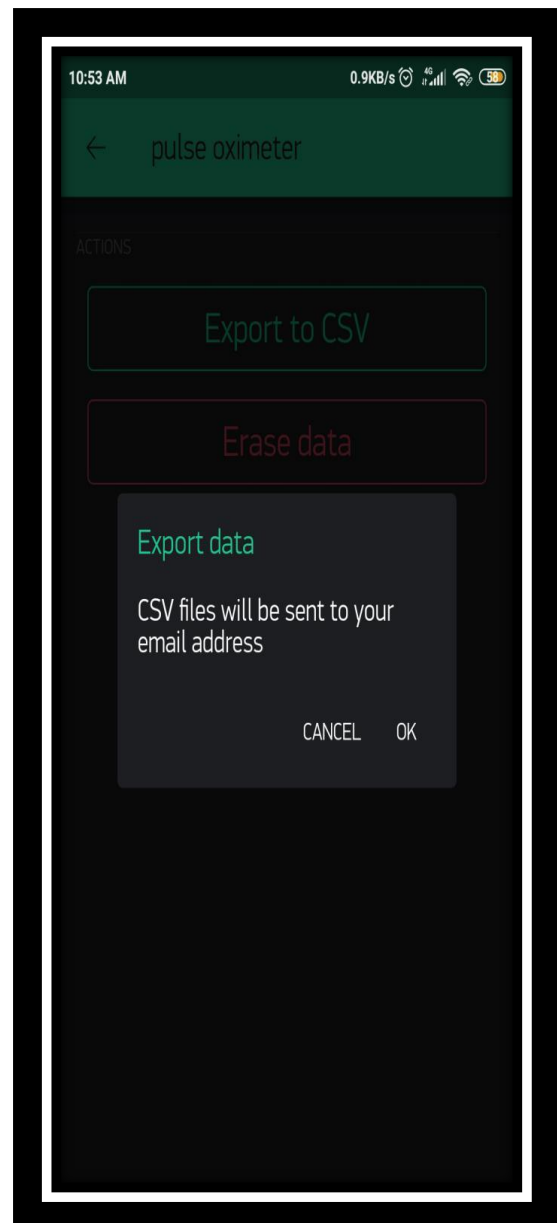 10:53 AM 0.9KB/s 4G 58
pulse oximeter
ACTIONS
Export to CSV
Erase data
Export data
CSV files will be sent to your
email address
CANCEL OK